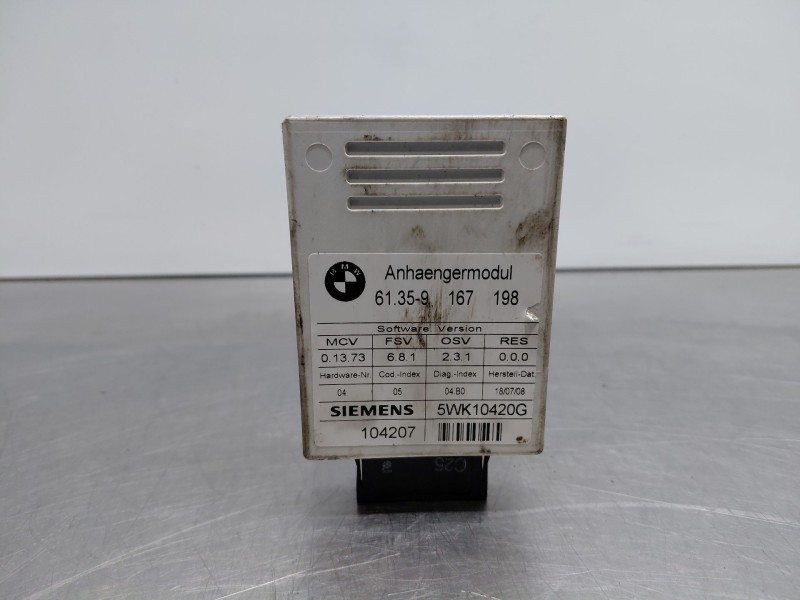 BMW
Anhaengermodul
61.35-9 167 198
Software Version
MCV FSV OSV RES
0.13.73 6.8.1 2.3.1 0.0.0
Hardware-Nr. Cod.-Index. Diag.-Index. Herstell-Dat.
04 05 04 B0 18/07/08
SIEMENS 5WK10420G
104207
C25